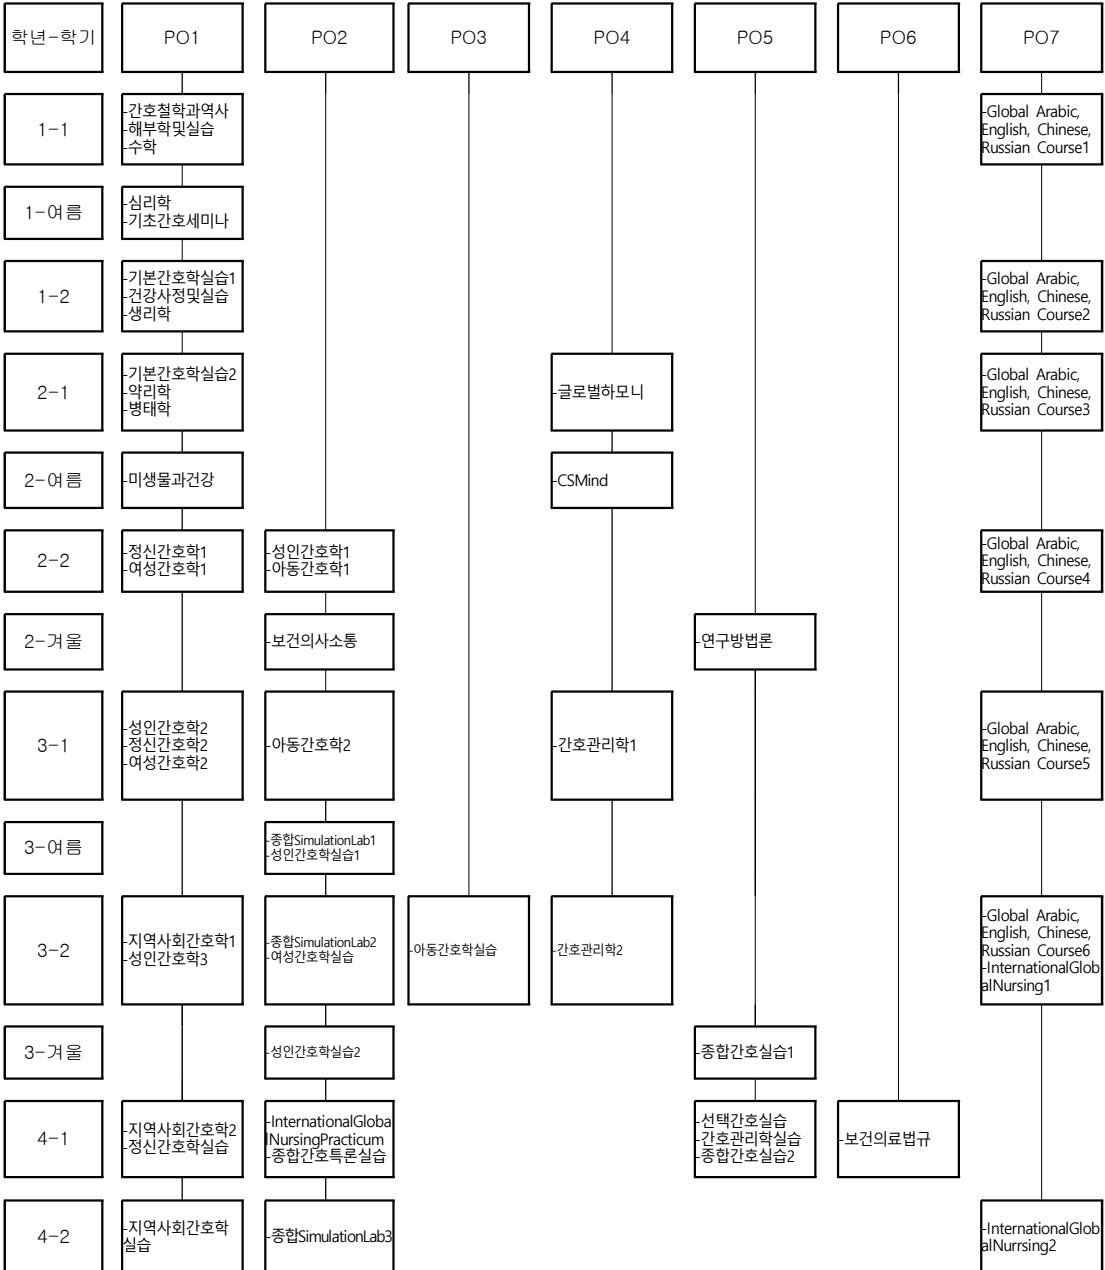 학년-학기
PO1
PO2
PO3
PO4
PO5
PO6
PO7
1-1
-간호철학과역사
-해부학및실습
-수학
-Global Arabic,
English, Chinese,
Russian Course1
1-여름
-심리학
-기초간호세미나
1-2
-기본간호학실습1
-건강사정및실습
-생리학
-Global Arabic,
English, Chinese,
Russian Course2
2-1
-기본간호학실습2
-약리학
-병태학
-글로벌하모니
-Global Arabic,
English, Chinese,
Russian Course3
2-여름
-미생물과건강
-CSMind
2-2
-정신간호학1
-여성간호학1
-성인간호학1
-아동간호학1
-Global Arabic,
English, Chinese,
Russian Course4
2-겨울
-보건의사소통
-연구방법론
3-1
-성인간호학2
-정신간호학2
-여성간호학2
-아동간호학2
-간호관리학1
-Global Arabic,
English, Chinese,
Russian Course5
3-여름
-종합SimulationLab1
-성인간호학실습1
3-2
-지역사회간호학1
-성인간호학3
-종합SimulationLab2
-여성간호학실습
-아동간호학실습
-간호관리학2
-Global Arabic,
English, Chinese,
Russian Course6
-InternationalGlob
alNursing1
3-겨울
-성인간호학실습2
-종합간호실습1
4-1
-지역사회간호학2
-정신간호학실습
-InternationalGloba
lNursingPracticum
-종합간호특론실습
-선택간호실습
-간호관리학실습
-종합간호실습2
-보건의료법규
4-2
-지역사회간호학
실습
-종합SimulationLab3
-InternationalGlob
alNurrsing2